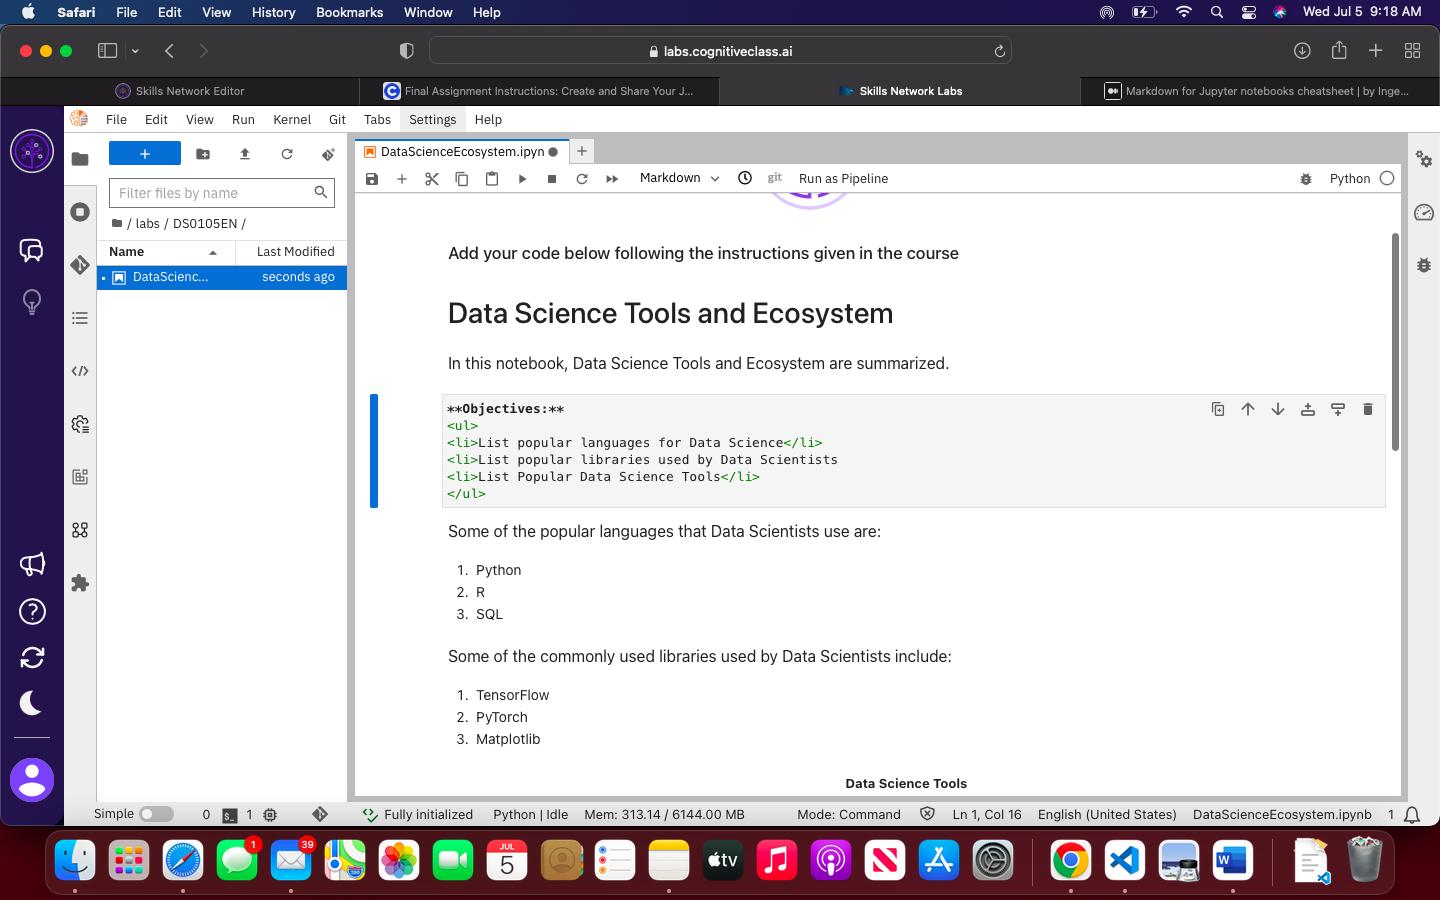 Safari File Edit View History Bookmarks Window Help Wed Jul 5 9:18 AM
labs.cognitiveclass.ai
Skills Network Editor
Final Assignment Instructions: Create and Share Your J...
Skills Network Labs
Markdown for Jupyter notebooks cheatsheet | by Inge...
File Edit View Run Kernel Git Tabs Settings Help
DataScienceEcosystem.ipyn
Filter files by name
/ labs / DS0105EN /
Name Last Modified
DataScienc... seconds ago
Markdown git Run as Pipeline Python
Add your code below following the instructions given in the course
Data Science Tools and Ecosystem
In this notebook, Data Science Tools and Ecosystem are summarized.
**Objectives:**
<ul>
<li>List popular languages for Data Science</li>
<li>List popular libraries used by Data Scientists
<li>List Popular Data Science Tools</li>
</ul>
Some of the popular languages that Data Scientists use are:
1. Python
2. R
3. SQL
Some of the commonly used libraries used by Data Scientists include:
1. TensorFlow
2. PyTorch
3. Matplotlib
Data Science Tools
Simple 0 $_ 1 Fully initialized Python | Idle Mem: 313.14 / 6144.00 MB Mode: Command Ln 1, Col 16 English (United States) DataScienceEcosystem.ipynb 1
1
39
JUL
5
tv
W